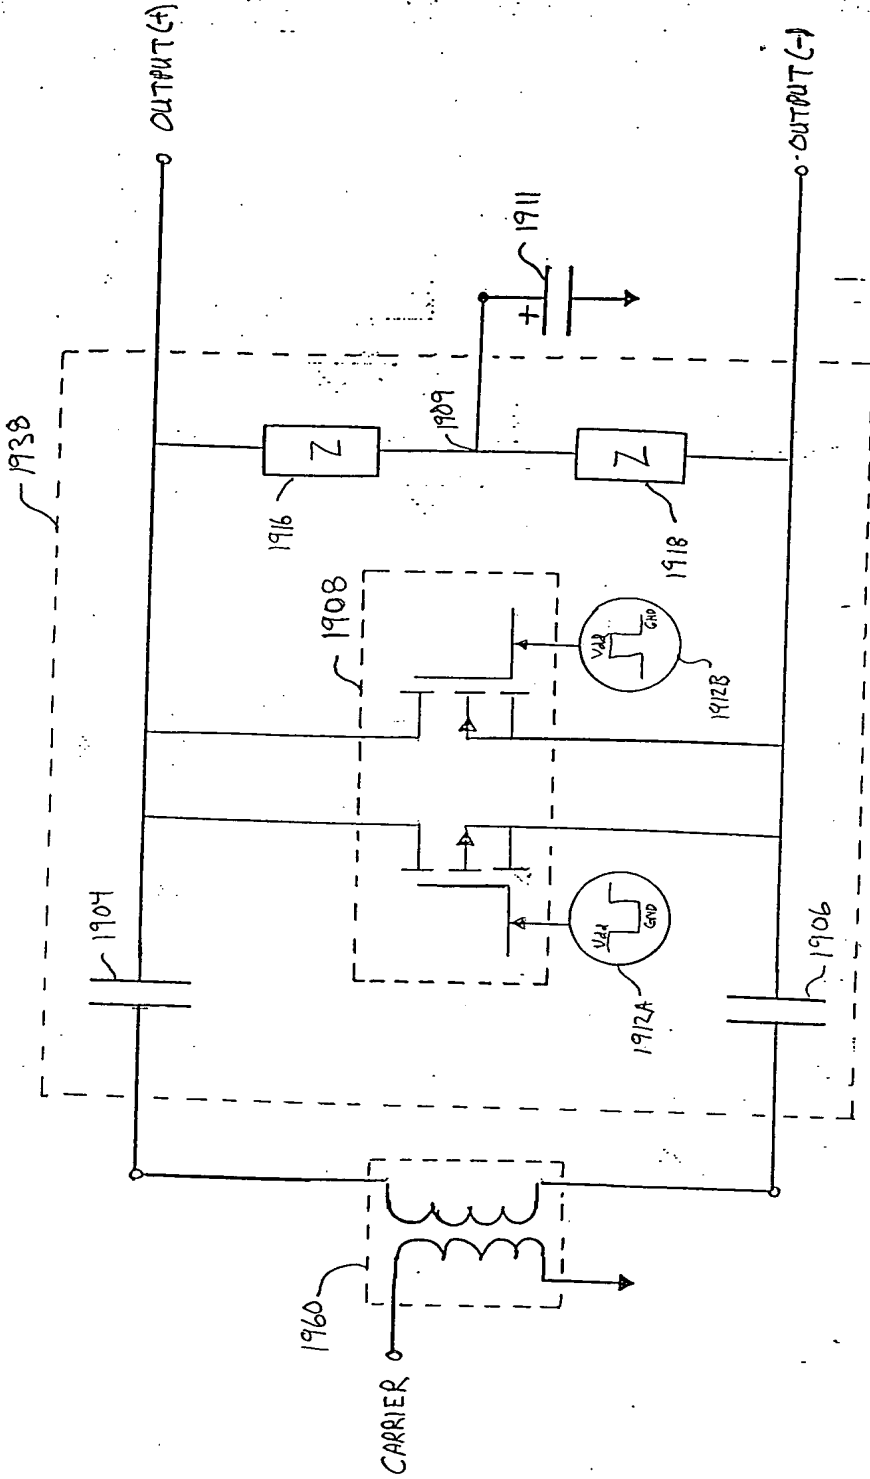 1938
OUTPUT(+)
1904
1908
1916
Z
1909
+
1911
1960
CARRIER
Vdd
GND
1912A
Vdd
GND
1912B
Z
1918
1906
OUTPUT(-)